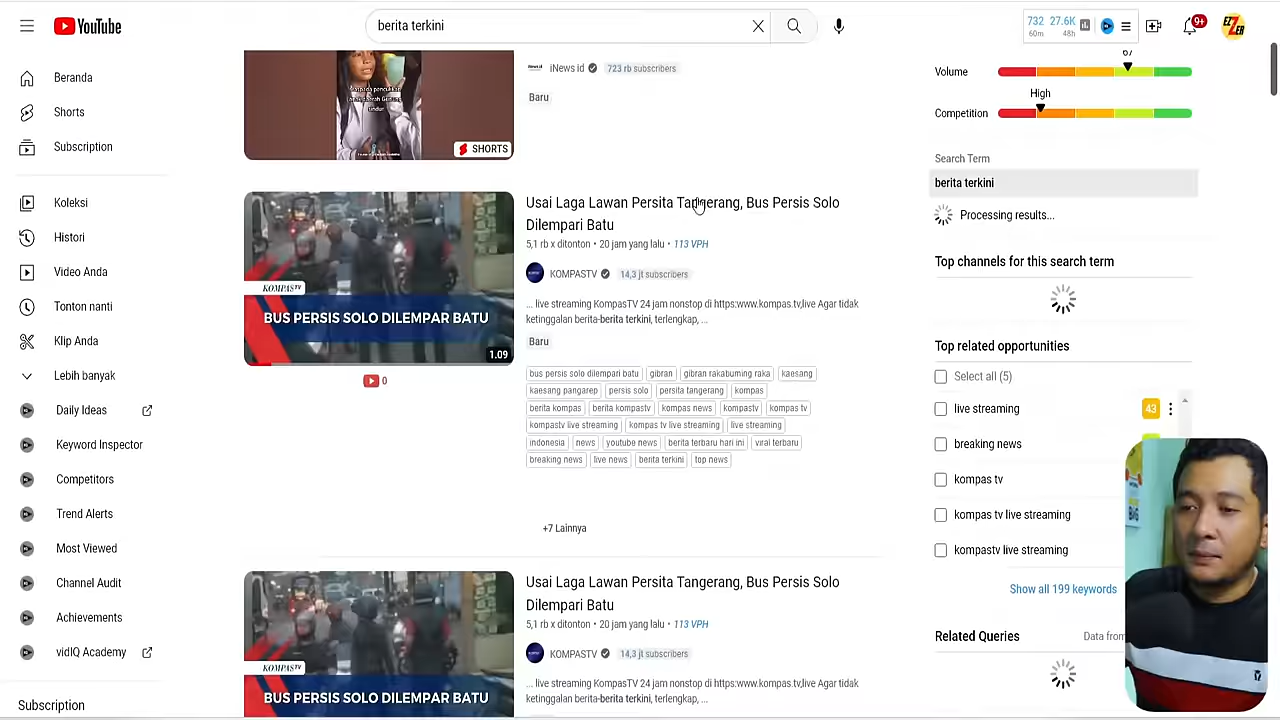 YouTube
berita terkini
732 27.6K
60m 48h
9+
EZZER
Beranda
Shorts
Subscription
Koleksi
Histori
Video Anda
Tonton nanti
Klip Anda
Lebih banyak
Daily Ideas
Keyword Inspector
Competitors
Trend Alerts
Most Viewed
Channel Audit
Achievements
vidIQ Academy
Subscription
SHORTS
iNews id 723 rb subscribers
Baru
KOMPASTV
BUS PERSIS SOLO DILEMPAR BATU
1.09
0
Usai Laga Lawan Persita Tangerang, Bus Persis Solo
Dilempari Batu
5,1 rb x ditonton • 20 jam yang lalu • 113 VPH
KOMPASTV 14,3 jt subscribers
... live streaming KompasTV 24 jam nonstop di https:www.kompas.tv,live Agar tidak
ketinggalan berita-berita terkini, terlengkap, ...
Baru
bus persis solo dilempari batu gibran gibran rakabuming raka kaesang
kaesang pangarep persis solo persita tangerang kompas
berita kompas berita kompastv kompas news kompastv kompas tv
kompastv live streaming kompas tv live streaming live streaming
indonesia news youtube news berita terbaru hari ini viral terbaru
breaking news live news berita terkini top news
+7 Lainnya
KOMPASTV
BUS PERSIS SOLO DILEMPAR BATU
Usai Laga Lawan Persita Tangerang, Bus Persis Solo
Dilempari Batu
5,1 rb x ditonton • 20 jam yang lalu • 113 VPH
KOMPASTV 14,3 jt subscribers
... live streaming KompasTV 24 jam nonstop di https:www.kompas.tv,live Agar tidak
ketinggalan berita-berita terkini, terlengkap, ...
67
Volume
High
Competition
Search Term
berita terkini
Processing results...
Top channels for this search term
Top related opportunities
Select all (5)
live streaming 43
breaking news
kompas tv
kompas tv live streaming
kompastv live streaming
Show all 199 keywords
Related Queries Data from